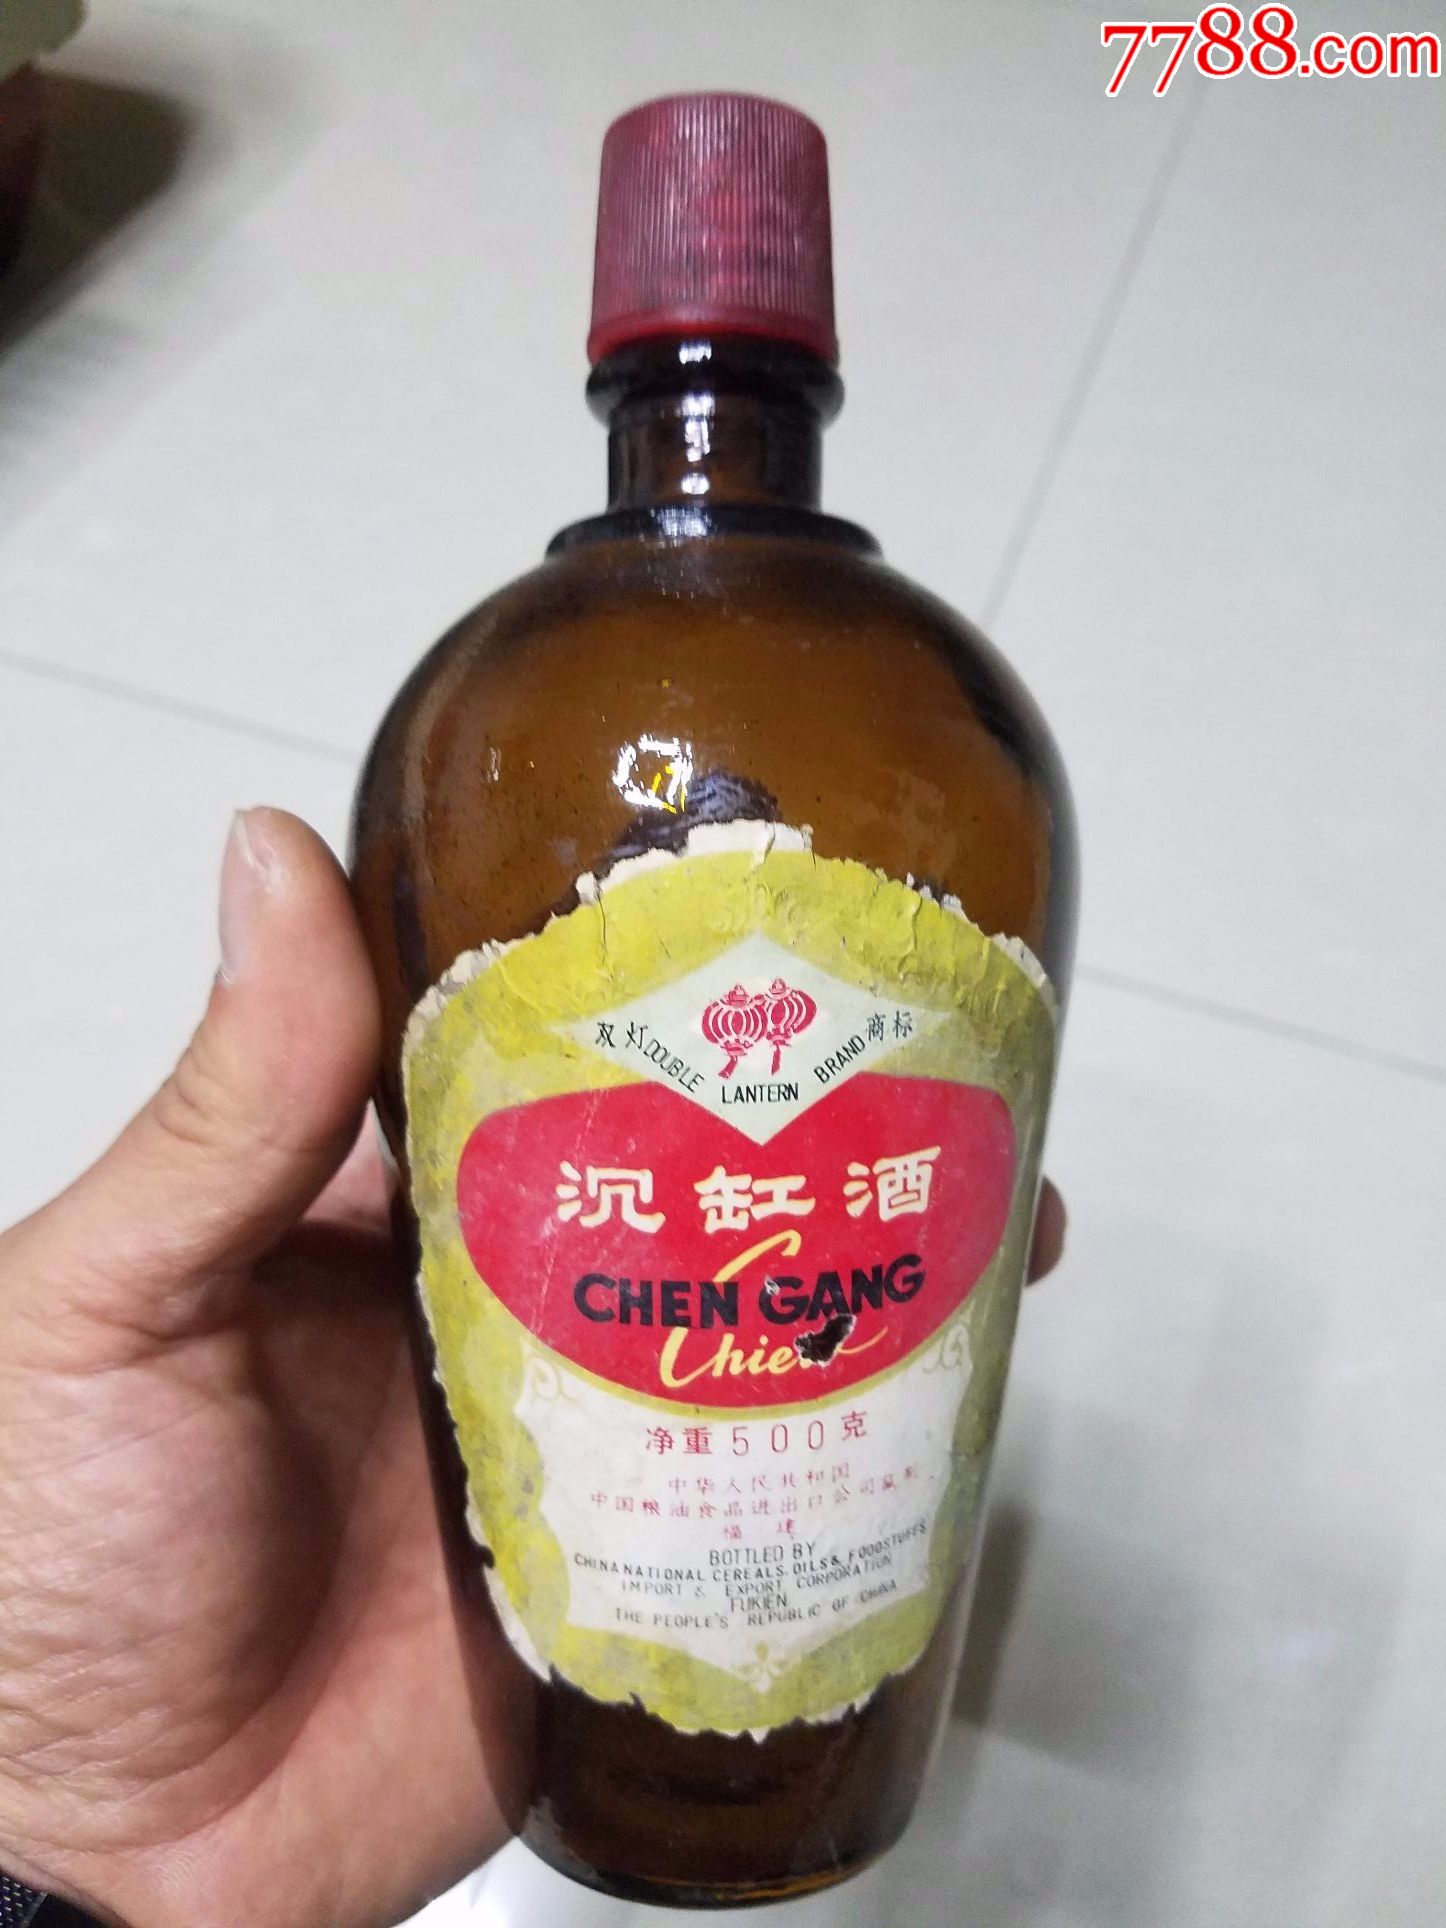 7788.com
双灯 DOUBLE LANTERN BRAND 商标
沉缸酒
CHEN GANG
净重500克
中华人民共和国
中国粮油食品进出口公司监制
福建
BOTTLED BY
CHINA NATIONAL CEREALS, OILS & FOODSTUFFS
IMPORT & EXPORT CORPORATION
FUKIEN
THE PEOPLE'S REPUBLIC OF CHINA